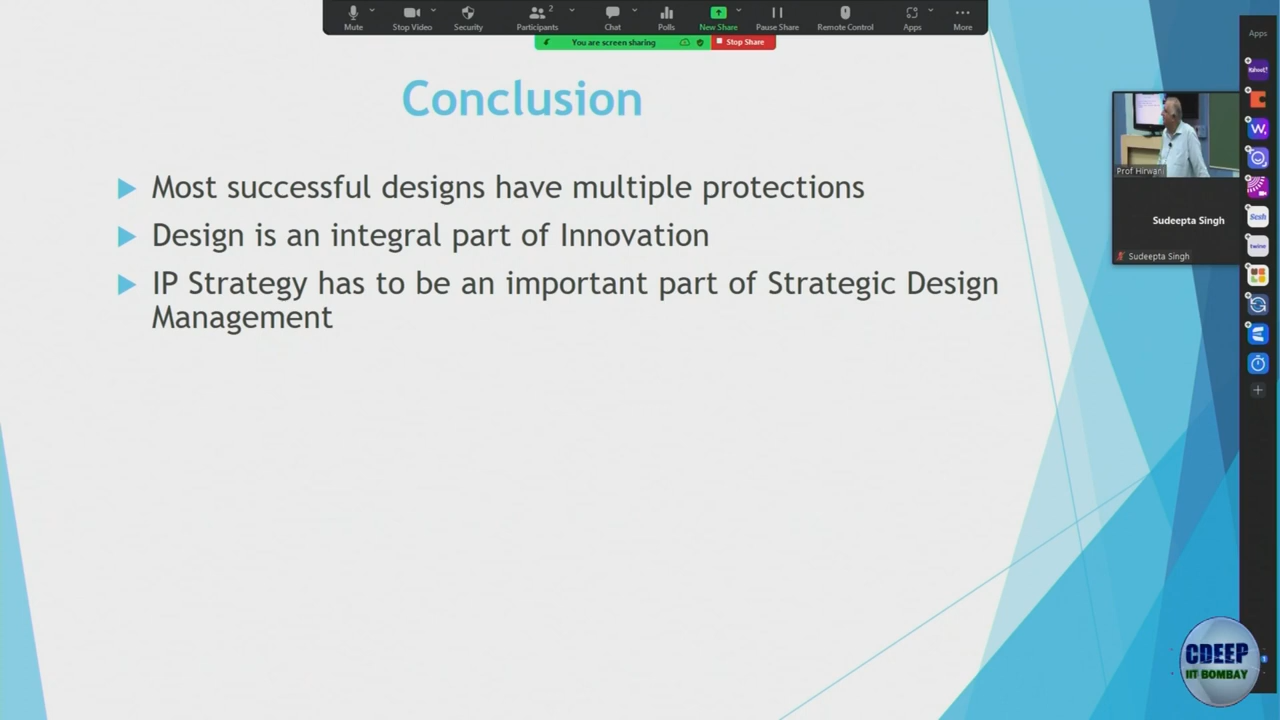 Mute
Stop Video
Security
Participants
2
Chat
Polls
New Share
Pause Share
Remote Control
Apps
More
You are screen sharing
Stop Share
Apps
Conclusion
Most successful designs have multiple protections
Design is an integral part of Innovation
IP Strategy has to be an important part of Strategic Design
Management
Prof Hirwani
Sudeepta Singh
Sudeepta Singh
CDEEP
IIT BOMBAY